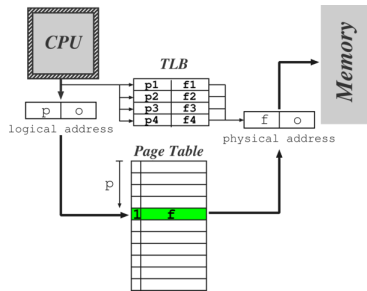 CPU
Memory
TLB
p1 f1
p2 f2
p3 f3
p4 f4
p o
logical address
f o
physical address
Page Table
p
1 f